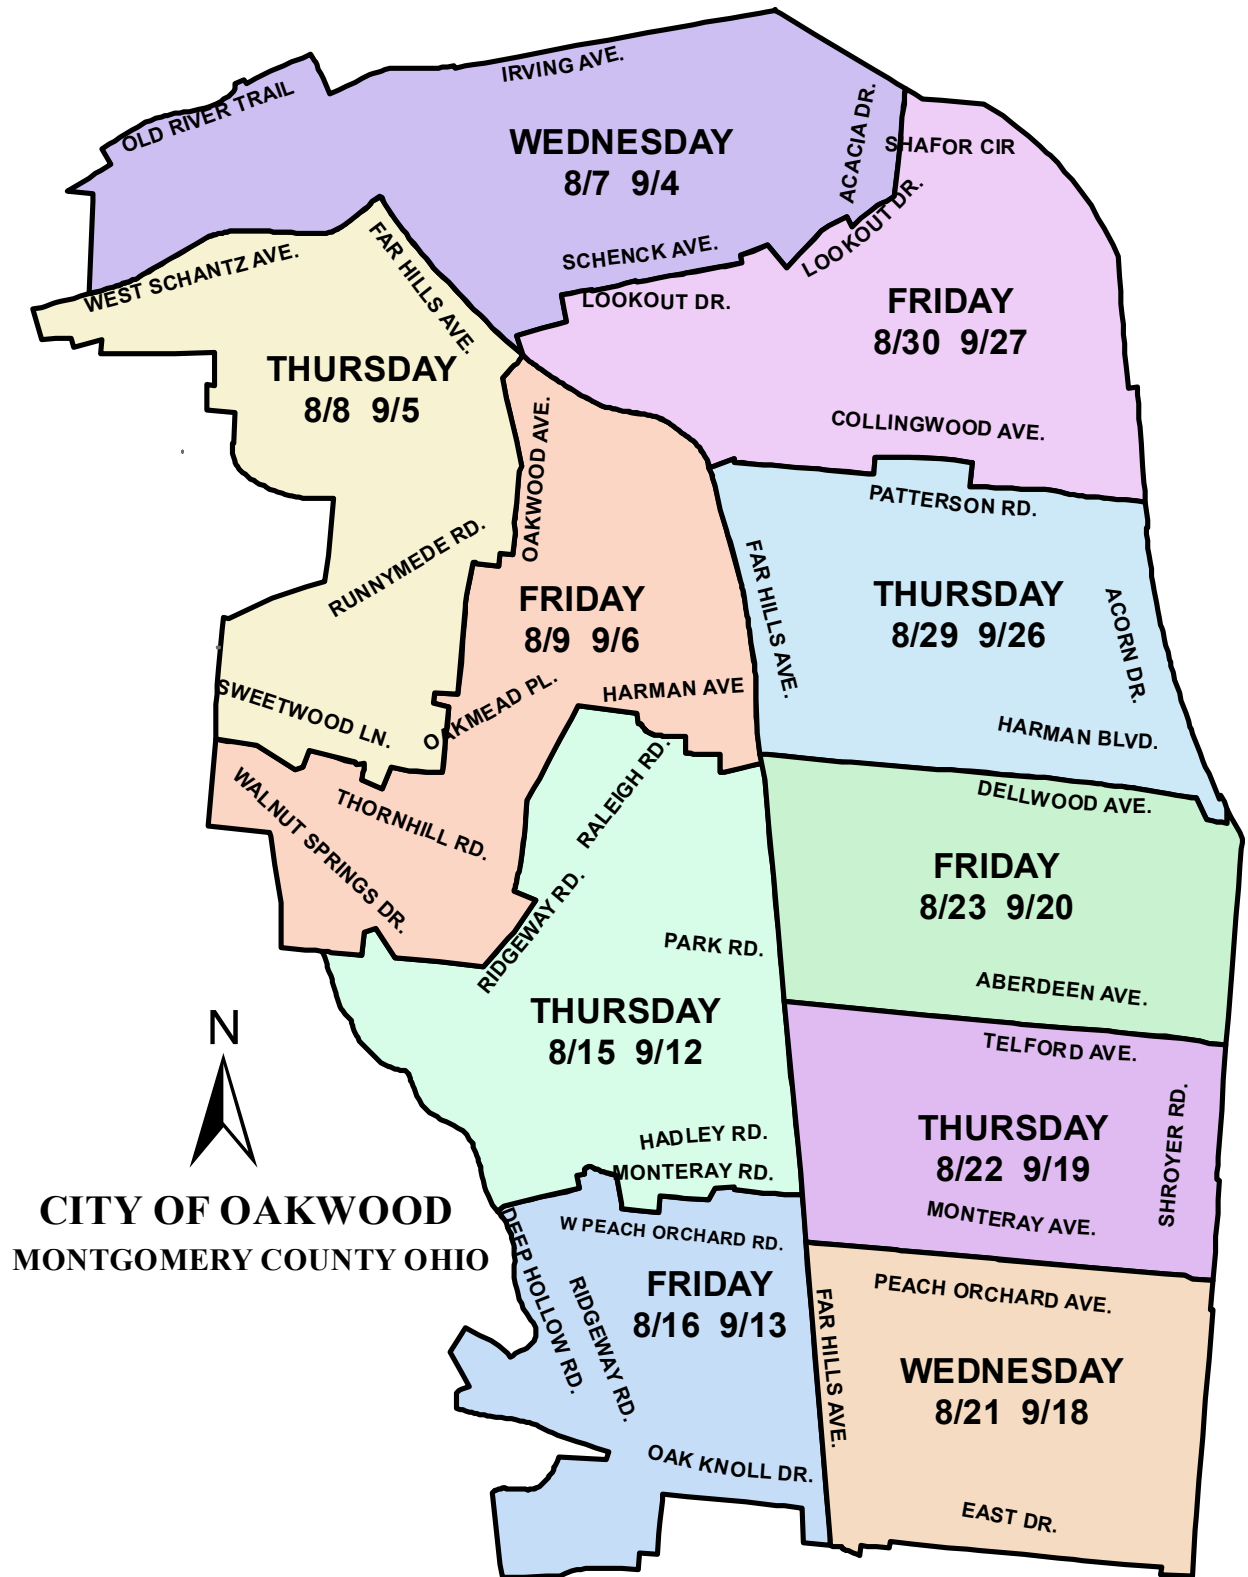 IRVING AVE.
OLD RIVER TRAIL
WEDNESDAY
8/7 9/4
ACACIA DR.
SHAFOR CIR
LOOKOUT DR.
SCHENCK AVE.
WEST SCHANTZ AVE.
FAR HILLS AVE.
LOOKOUT DR.
FRIDAY
8/30 9/27
THURSDAY
8/8 9/5
OAKWOOD AVE.
COLLINGWOOD AVE.
PATTERSON RD.
RUNNYMEDE RD.
FAR HILLS AVE.
THURSDAY
8/29 9/26
ACORN DR.
FRIDAY
8/9 9/6
SWEETWOOD LN.
OAKMEAD PL.
HARMAN AVE
HARMAN BLVD.
WALNUT SPRINGS DR.
THORNHILL RD.
RALEIGH RD.
DELLWOOD AVE.
FRIDAY
8/23 9/20
RIDGEWAY RD.
PARK RD.
ABERDEEN AVE.
N
THURSDAY
8/15 9/12
TELFORD AVE.
THURSDAY
8/22 9/19
SHROYER RD.
HADLEY RD.
MONTERAY RD.
CITY OF OAKWOOD
MONTGOMERY COUNTY OHIO
DEEP HOLLOW RD.
W PEACH ORCHARD RD.
MONTERAY AVE.
FRIDAY
8/16 9/13
RIDGEWAY RD.
FAR HILLS AVE.
PEACH ORCHARD AVE.
WEDNESDAY
8/21 9/18
OAK KNOLL DR.
EAST DR.